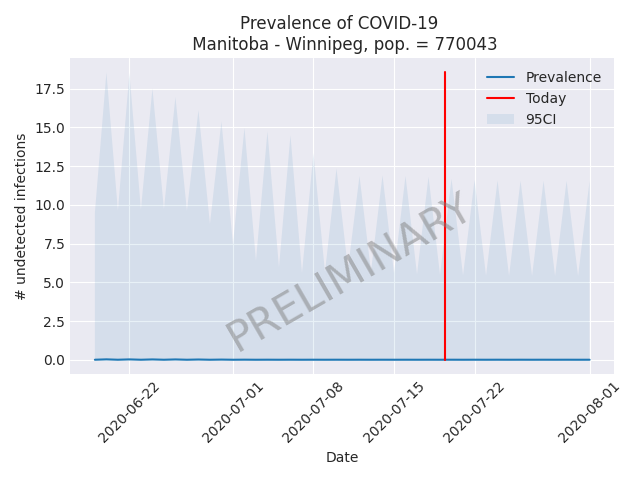 Prevalence of COVID-19
Manitoba - Winnipeg, pop. = 770043
Prevalence
Today
95CI
17.5
15.0
12.5
10.0
7.5
5.0
2.5
0.0
# undetected infections
PRELIMINARY
2020-06-22
2020-07-01
2020-07-08
2020-07-15
2020-07-22
2020-08-01
Date